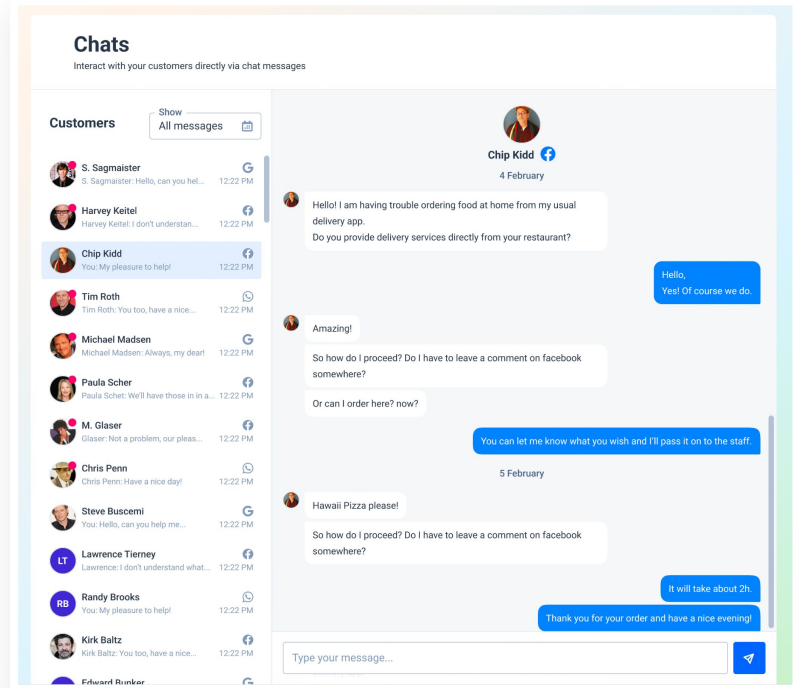 Chats
Interact with your customers directly via chat messages
Customers
Show
All messages
S. Sagmaister
S. Sagmaister: Hello, can you hel...
12:22 PM
Harvey Keitel
Harvey Keitel: I don't understan...
12:22 PM
Chip Kidd
You: My pleasure to help!
12:22 PM
Tim Roth
Tim Roth: You too, have a nice...
12:22 PM
Michael Madsen
Michael Madsen: Always, my dear!
12:22 PM
Paula Scher
Paula Schet: We'll have those in in a...
12:22 PM
M. Glaser
Glaser: Not a problem, our pleas...
12:22 PM
Chris Penn
Chris Penn: Have a nice day!
12:22 PM
Steve Buscemi
You: Hello, can you help me...
12:22 PM
LT
Lawrence Tierney
Lawrence: I don't understand what...
12:22 PM
RB
Randy Brooks
You: My pleasure to help!
12:22 PM
Kirk Baltz
Kirk Baltz: You too, have a nice...
12:22 PM
Edward Bunker
Chip Kidd
4 February
Hello! I am having trouble ordering food at home from my usual
delivery app.
Do you provide delivery services directly from your restaurant?
Hello,
Yes! Of course we do.
Amazing!
So how do I proceed? Do I have to leave a comment on facebook
somewhere?
Or can I order here? now?
You can let me know what you wish and I'll pass it on to the staff.
5 February
Hawaii Pizza please!
So how do I proceed? Do I have to leave a comment on facebook
somewhere?
It will take about 2h.
Thank you for your order and have a nice evening!
Type your message...